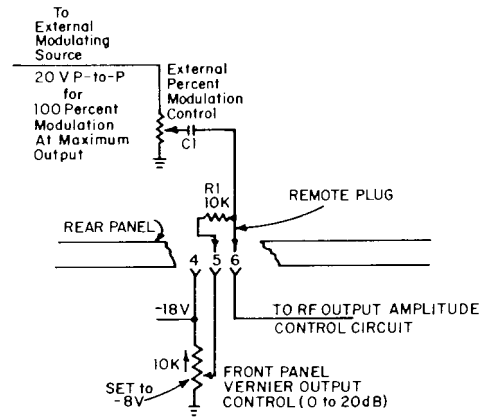 To
External
Modulating
Source
20 V P-to-P
for
100 Percent
Modulation
At Maximum
Output
External
Percent
Modulation
Control
C1
R1
10K
REMOTE PLUG
REAR PANEL
4 5 6
-18V
TO RF OUTPUT AMPLITUDE
CONTROL CIRCUIT
10K
SET to
-8V
FRONT PANEL
VERNIER OUTPUT
CONTROL (0 to 20dB)